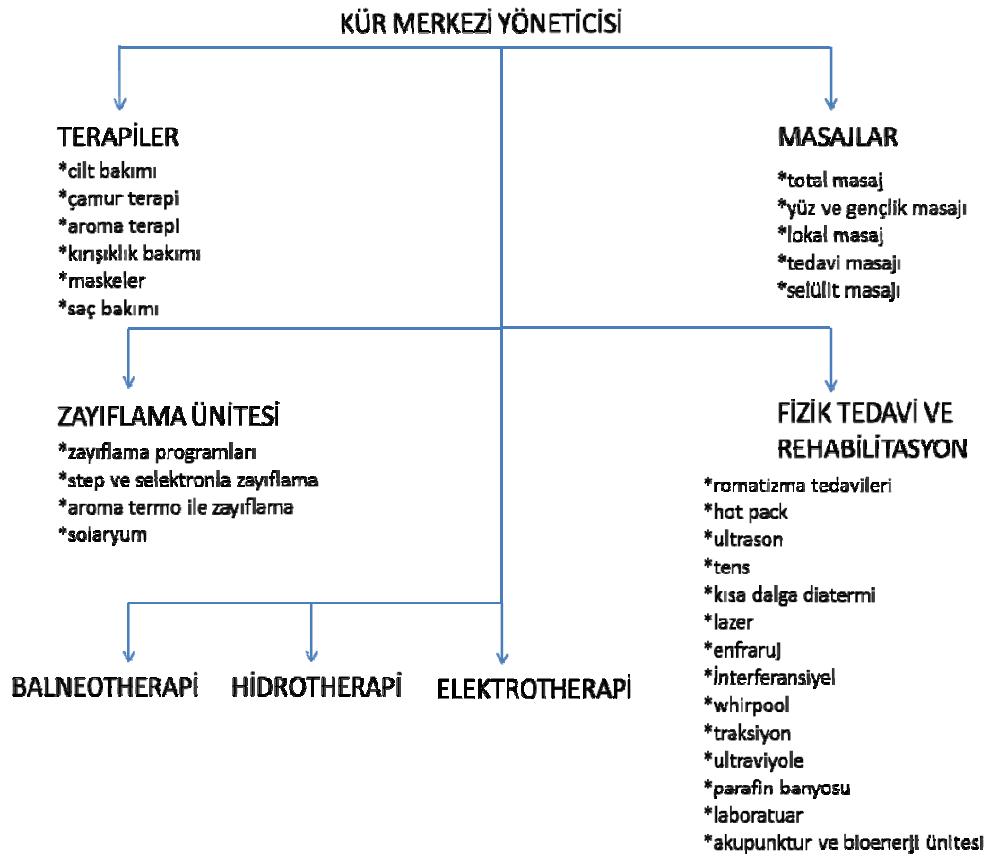 KÜR MERKEZİ YÖNETİCİSİ
TERAPİLER
*cilt bakımı
*çamur terapi
*aroma terapi
*kırışıklık bakımı
*maskeler
*saç bakımı
MASAJLAR
*total masaj
*yüz ve gençlik masajı
*lokal masaj
*tedavi masajı
*selülit masajı
ZAYIFLAMA ÜNİTESİ
*zayıflama programları
*step ve selektronla zayıflama
*aroma termo ile zayıflama
*solaryum
FİZİK TEDAVİ VE
REHABİLİTASYON
*romatizma tedavileri
*hot pack
*ultrason
*tens
*kısa dalga diatermi
*lazer
*enfraruj
*İnterferansiyel
*whirpool
*traksiyon
*ultraviyole
*parafin banyosu
*laboratuar
*akupunktur ve bioenerji ünitesi
BALNEOTHERAPİ
HİDROTHERAPİ
ELEKTROTHERAPİ